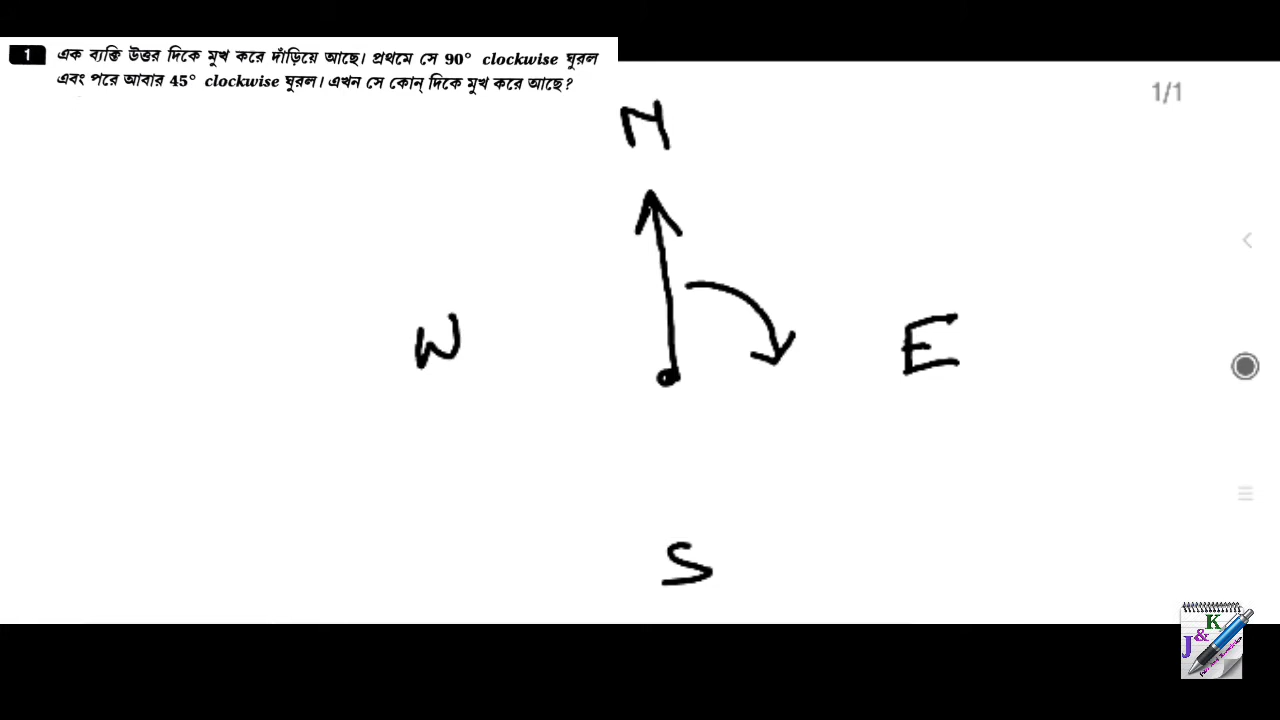 1 এক ব্যক্তি উত্তর দিকে মুখ করে দাঁড়িয়ে আছে। প্রথমে সে 90° clockwise ঘুরল
এবং পরে আবার 45° clockwise ঘুরল। এখন সে কোন্ দিকে মুখ করে আছে?
1/1
N
W
E
S
J&K